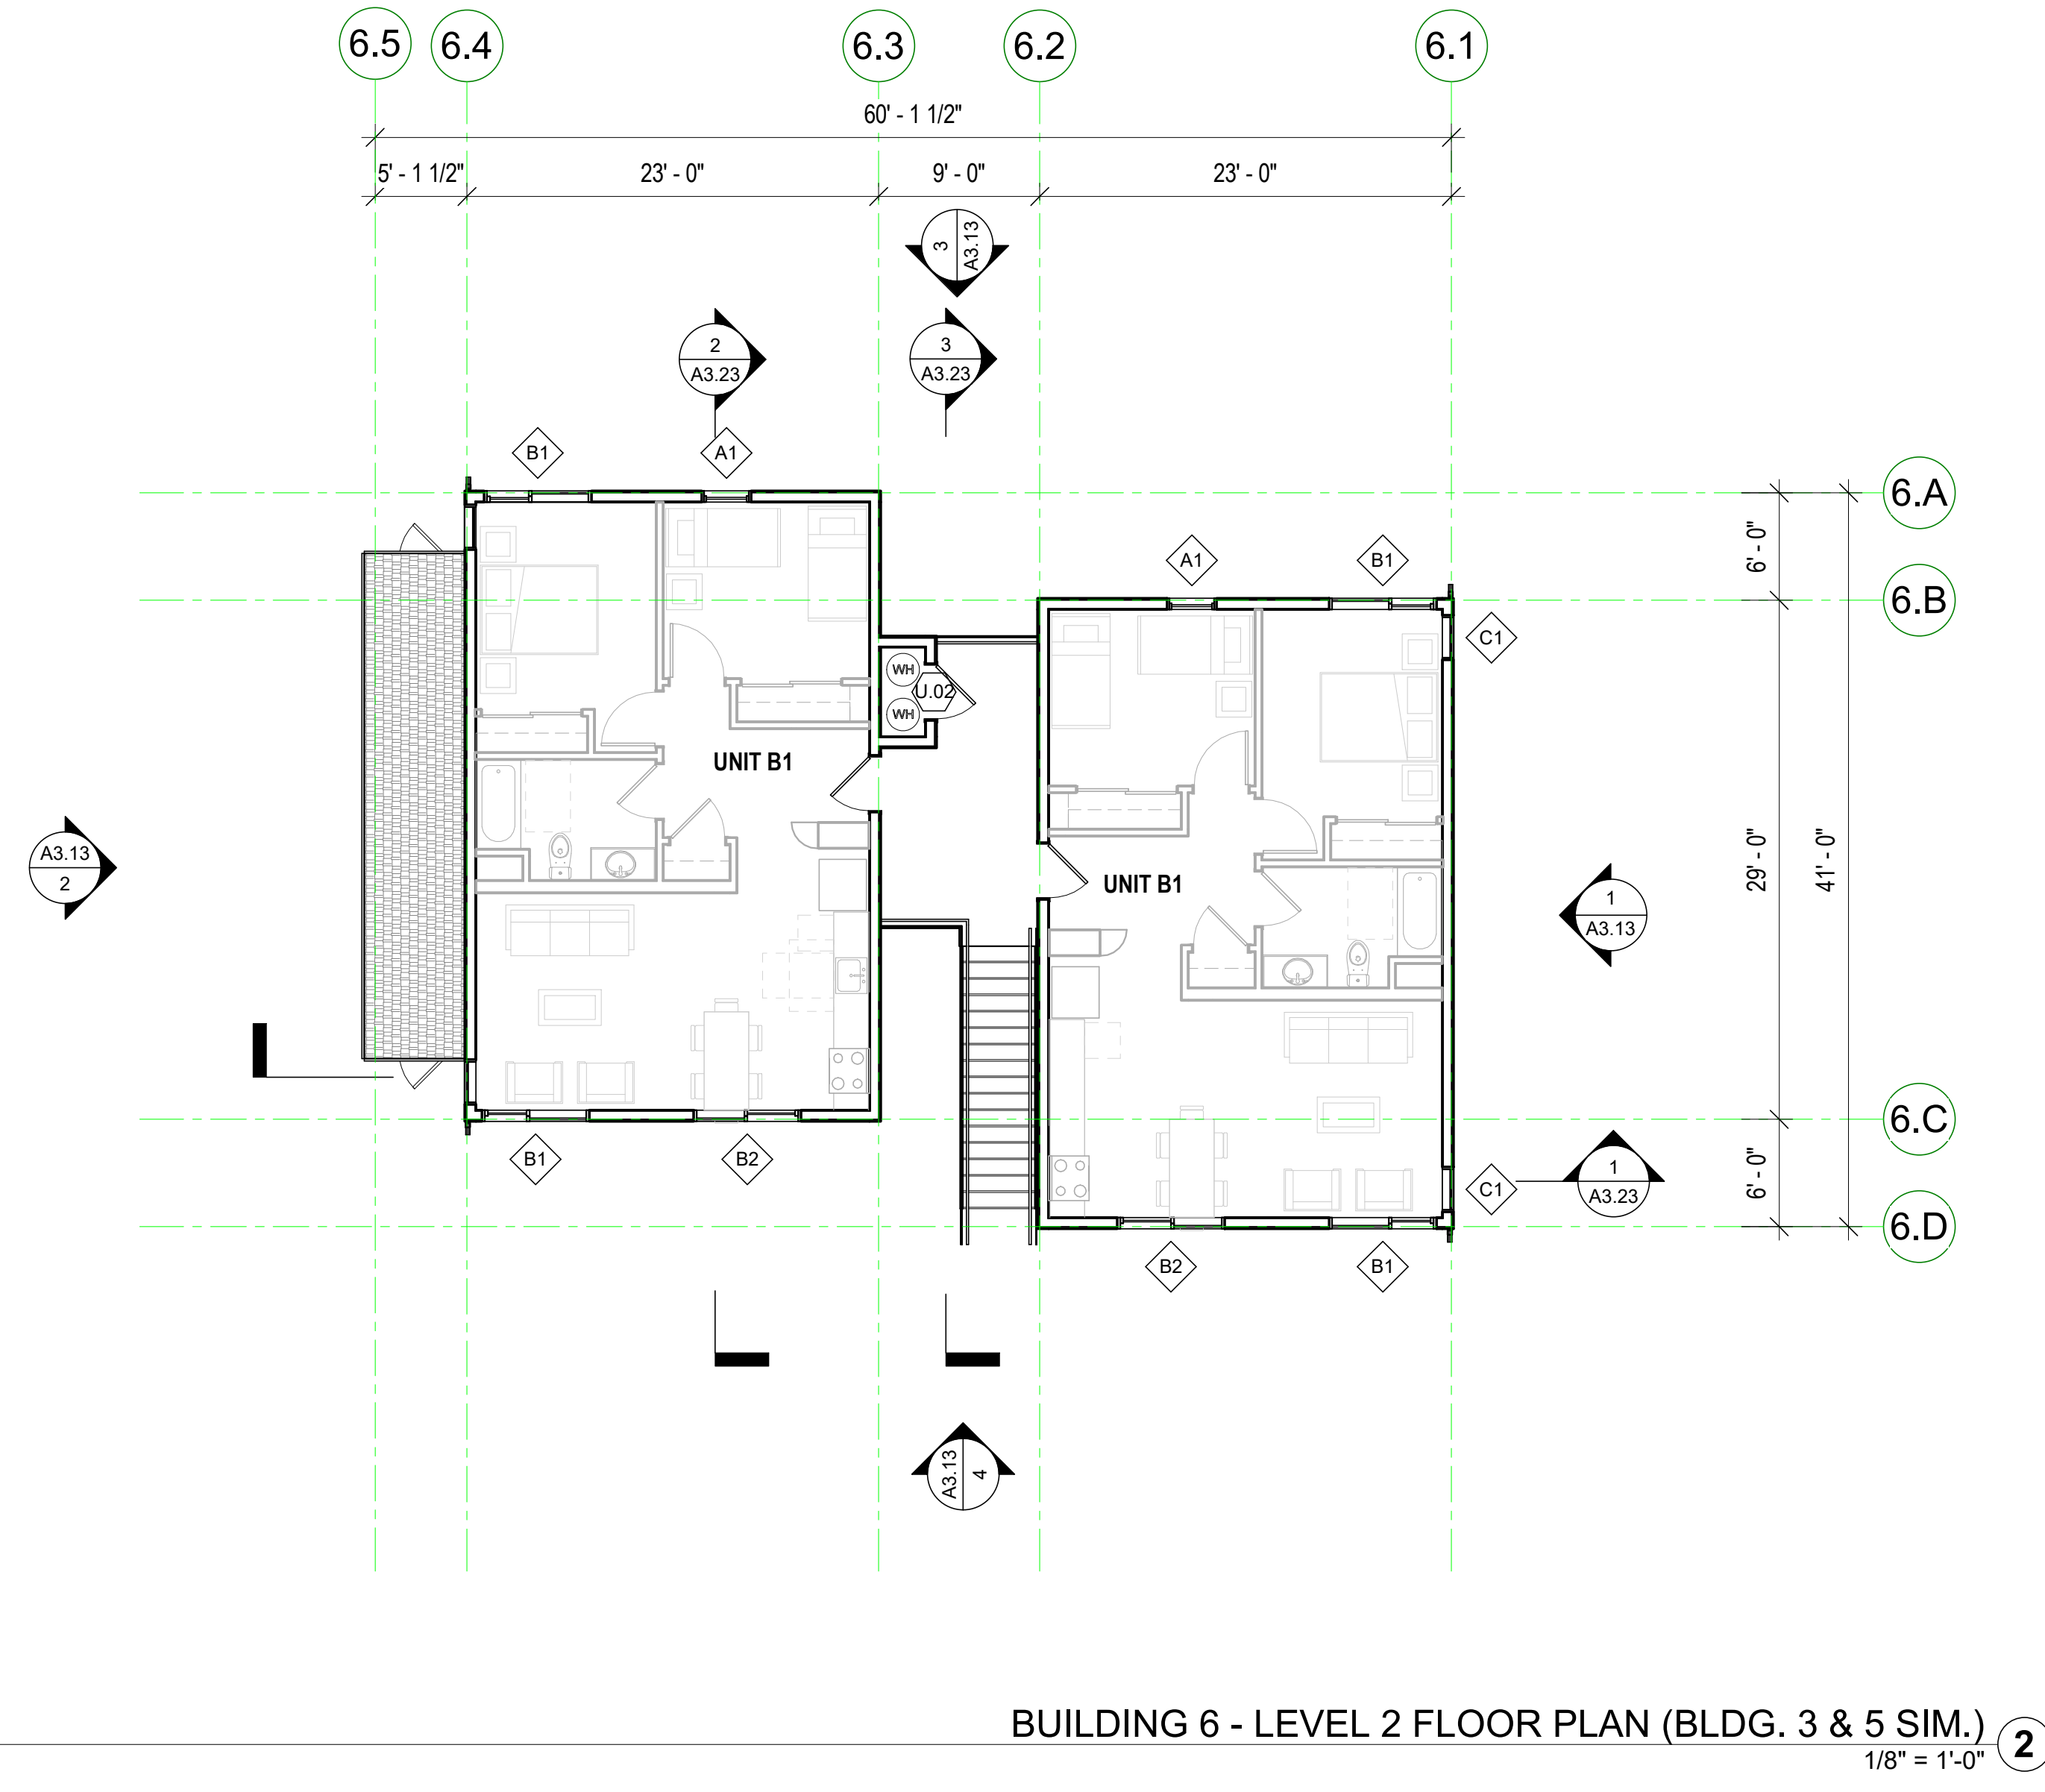 6.5 6.4 6.3 6.2 6.1
60' - 1 1/2"
5' - 1 1/2" 23' - 0" 9' - 0" 23' - 0"
3
A3.13
2
A3.23
3
A3.23
B1 A1
6.A
6' - 0"
A1 B1
6.B
C1
WH
U.02
WH
UNIT B1
UNIT B1
A3.13
2
29' - 0"
41' - 0"
1
A3.13
6.C
B1 B2
6' - 0"
C1
1
A3.23
6.D
B2 B1
A3.13
4
BUILDING 6 - LEVEL 2 FLOOR PLAN (BLDG. 3 & 5 SIM.)
2
1/8" = 1'-0"